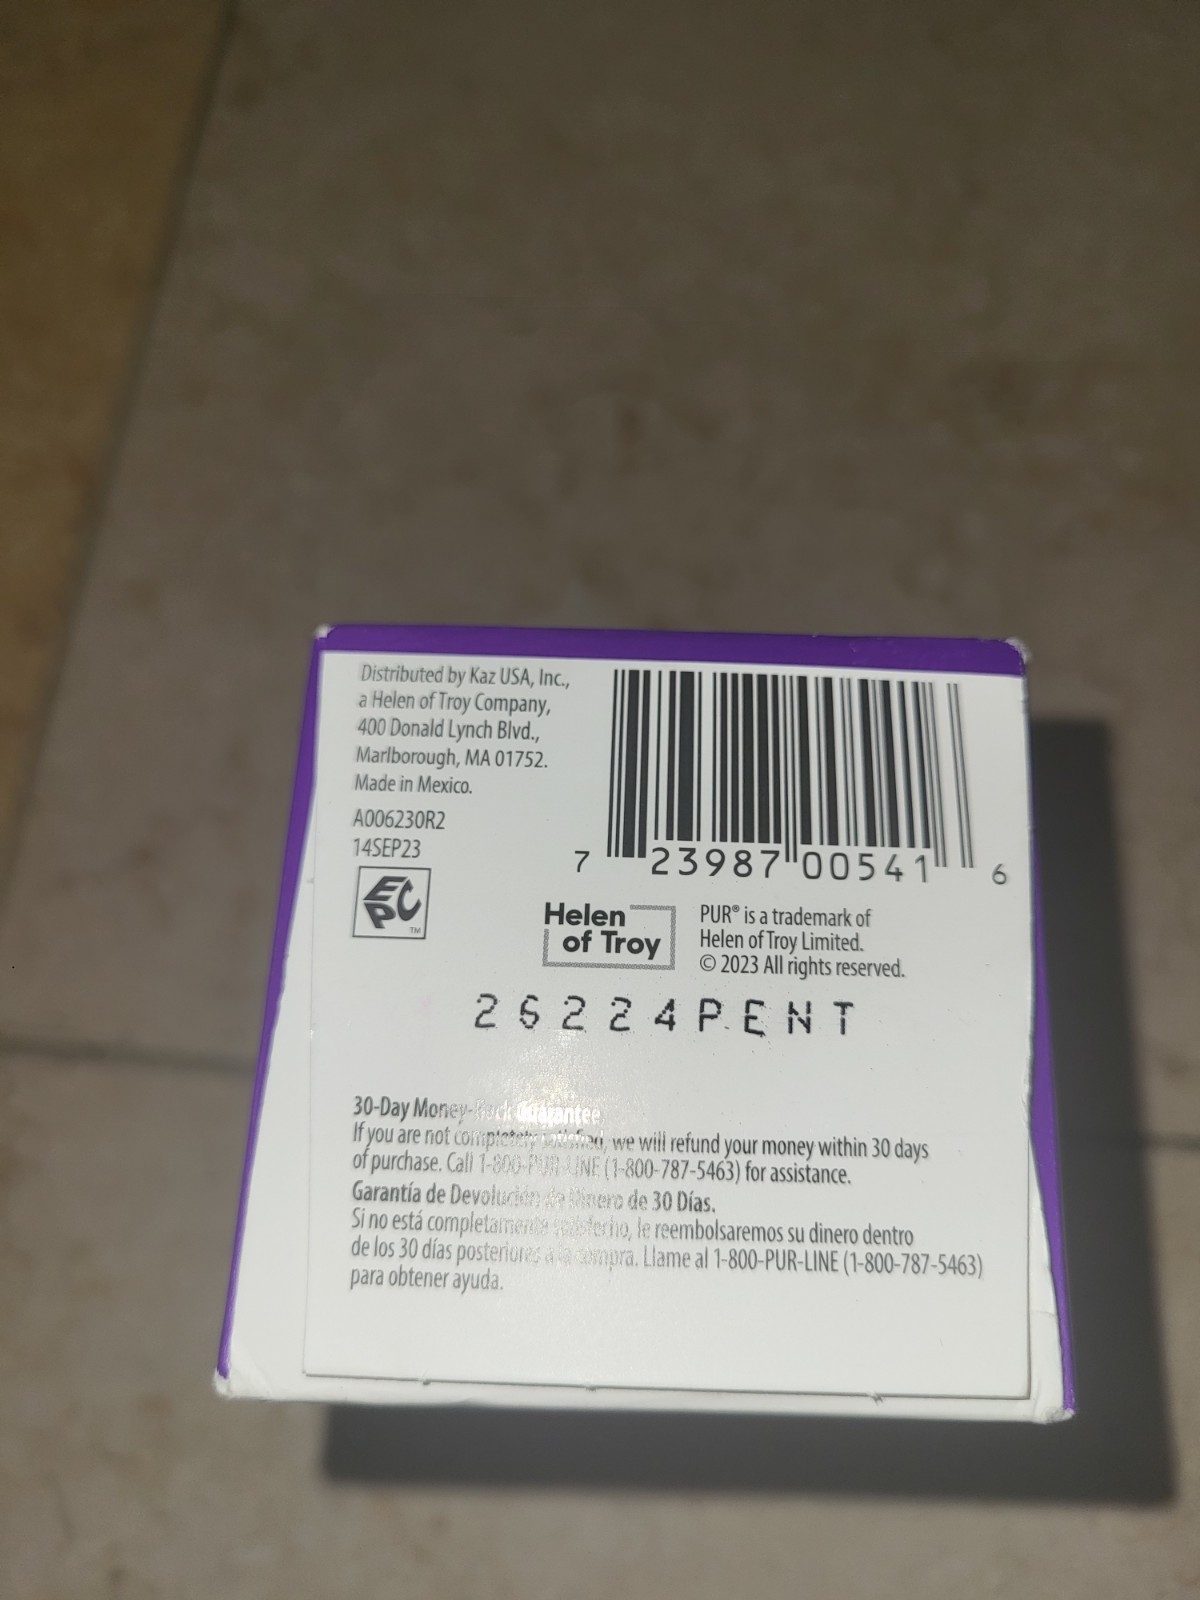 Distributed by Kaz USA, Inc.,
a Helen of Troy Company,
400 Donald Lynch Blvd.,
Marlborough, MA 01752.
Made in Mexico.
A006230R2
14SEP23
EPC
TM
7 23987 00541 6
Helen
of Troy
PUR® is a trademark of
Helen of Troy Limited.
© 2023 All rights reserved.
26224PENT
30-Day Money-Back Guarantee
If you are not completely satisfied, we will refund your money within 30 days
of purchase. Call 1-800-PUR-LINE (1-800-787-5463) for assistance.
Garantía de Devolución de Dinero de 30 Días.
Si no está completamente satisfecho, le reembolsaremos su dinero dentro
de los 30 días posteriores a la compra. Llame al 1-800-PUR-LINE (1-800-787-5463)
para obtener ayuda.